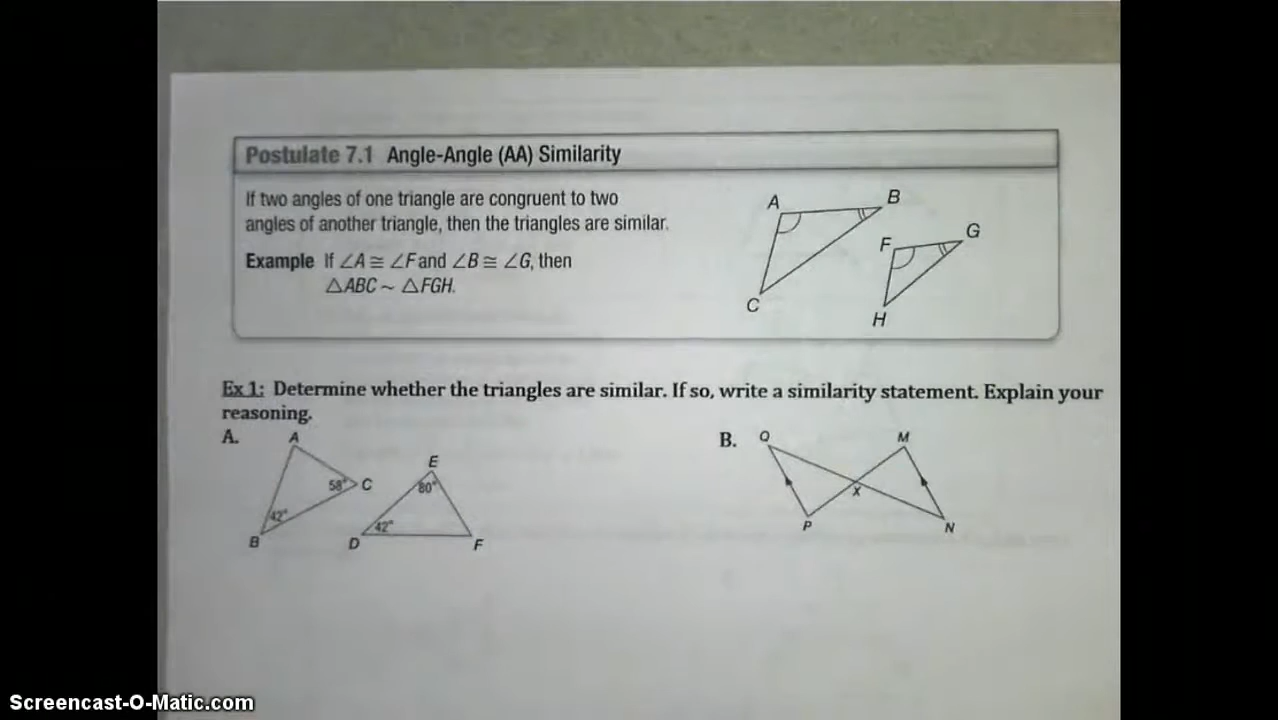 Postulate 7.1 Angle-Angle (AA) Similarity
If two angles of one triangle are congruent to two
angles of another triangle, then the triangles are similar.
Example If ∠A ≅ ∠F and ∠B ≅ ∠G, then
△ABC ~ △FGH.
A
B
C
F
G
H
Ex 1: Determine whether the triangles are similar. If so, write a similarity statement. Explain your
reasoning.
A.
A
58°
C
42°
B
E
80°
42°
D
F
B.
Q
M
X
P
N
Screencast-O-Matic.com